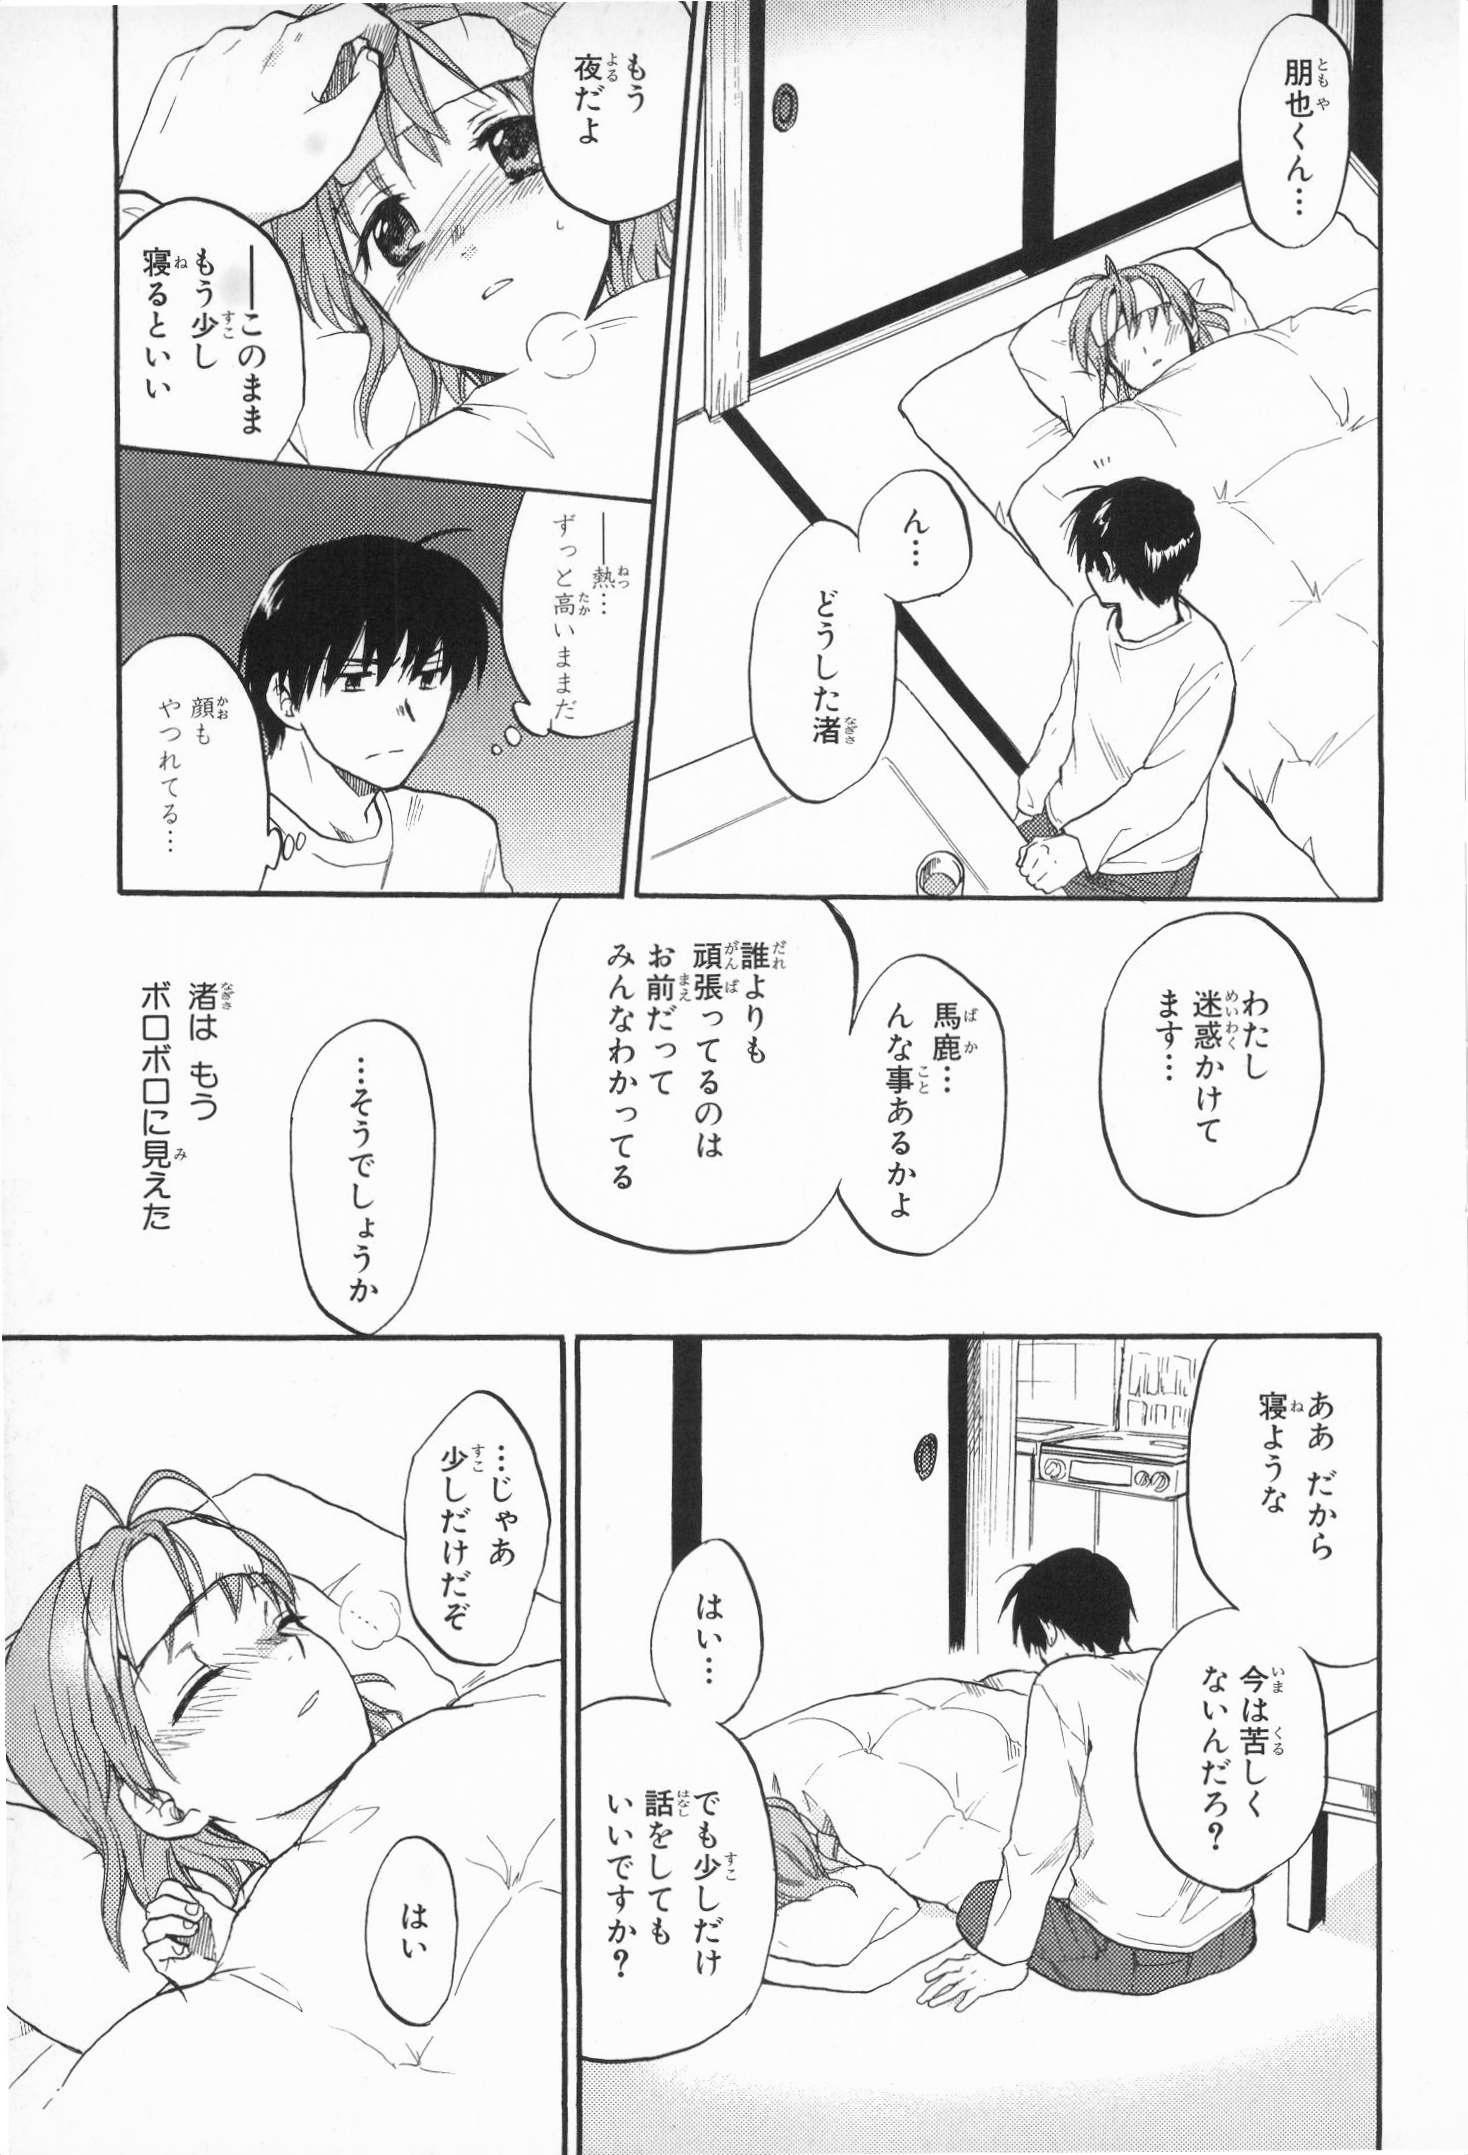 朋也くん…
ん…
どうした渚
もう
夜だよ
──このまま
もう少し
寝るといい
──熱…
ずっと高いままだ
顔も
やつれてる…
わたし
迷惑かけて
ます…
馬鹿…
んな事あるかよ
誰よりも
頑張ってるのは
お前だって
みんなわかってる
…そうでしょうか
渚は もう
ボロボロに見えた
ああ だから
寝ような
今は苦しく
ないんだろ?
はい…
でも少しだけ
話をしても
いいですか?
…じゃあ
少しだけだぞ
はい